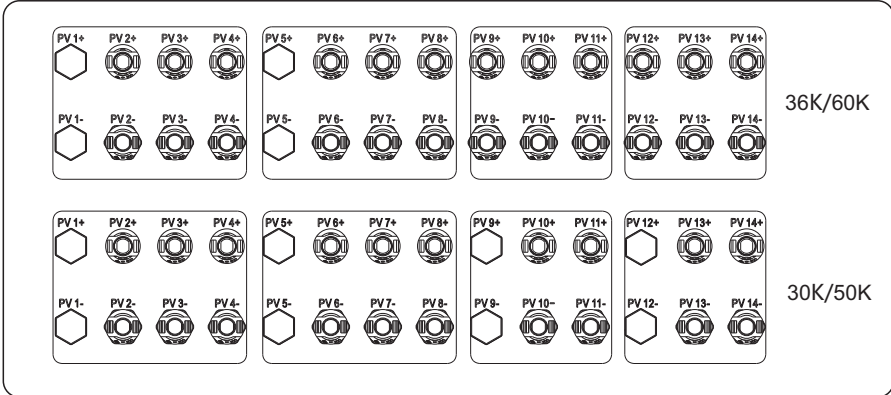 PV 1+ PV 2+ PV 3+ PV 4+ PV 5+ PV 6+ PV 7+ PV 8+ PV 9+ PV 10+ PV 11+ PV 12+ PV 13+ PV 14+
36K/60K
PV 1- PV 2- PV 3- PV 4- PV 5- PV 6- PV 7- PV 8- PV 9- PV 10− PV 11- PV 12- PV 13- PV 14-
PV 1+ PV 2+ PV 3+ PV 4+ PV 5+ PV 6+ PV 7+ PV 8+ PV 9+ PV 10+ PV 11+ PV 12+ PV 13+ PV 14+
30K/50K
PV 1- PV 2- PV 3- PV 4- PV 5- PV 6- PV 7- PV 8- PV 9- PV 10− PV 11- PV 12- PV 13- PV 14-